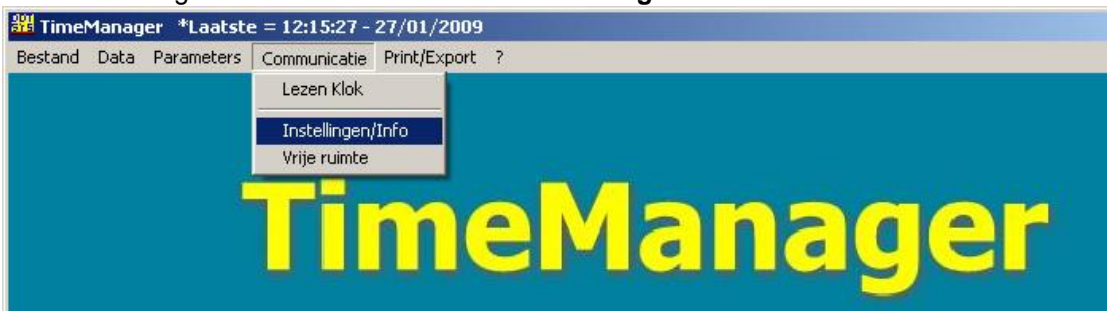 TimeManager *Laatste = 12:15:27 - 27/01/2009
Bestand Data Parameters Communicatie Print/Export ?
Lezen Klok
Instellingen/Info
Vrije ruimte
TimeManager